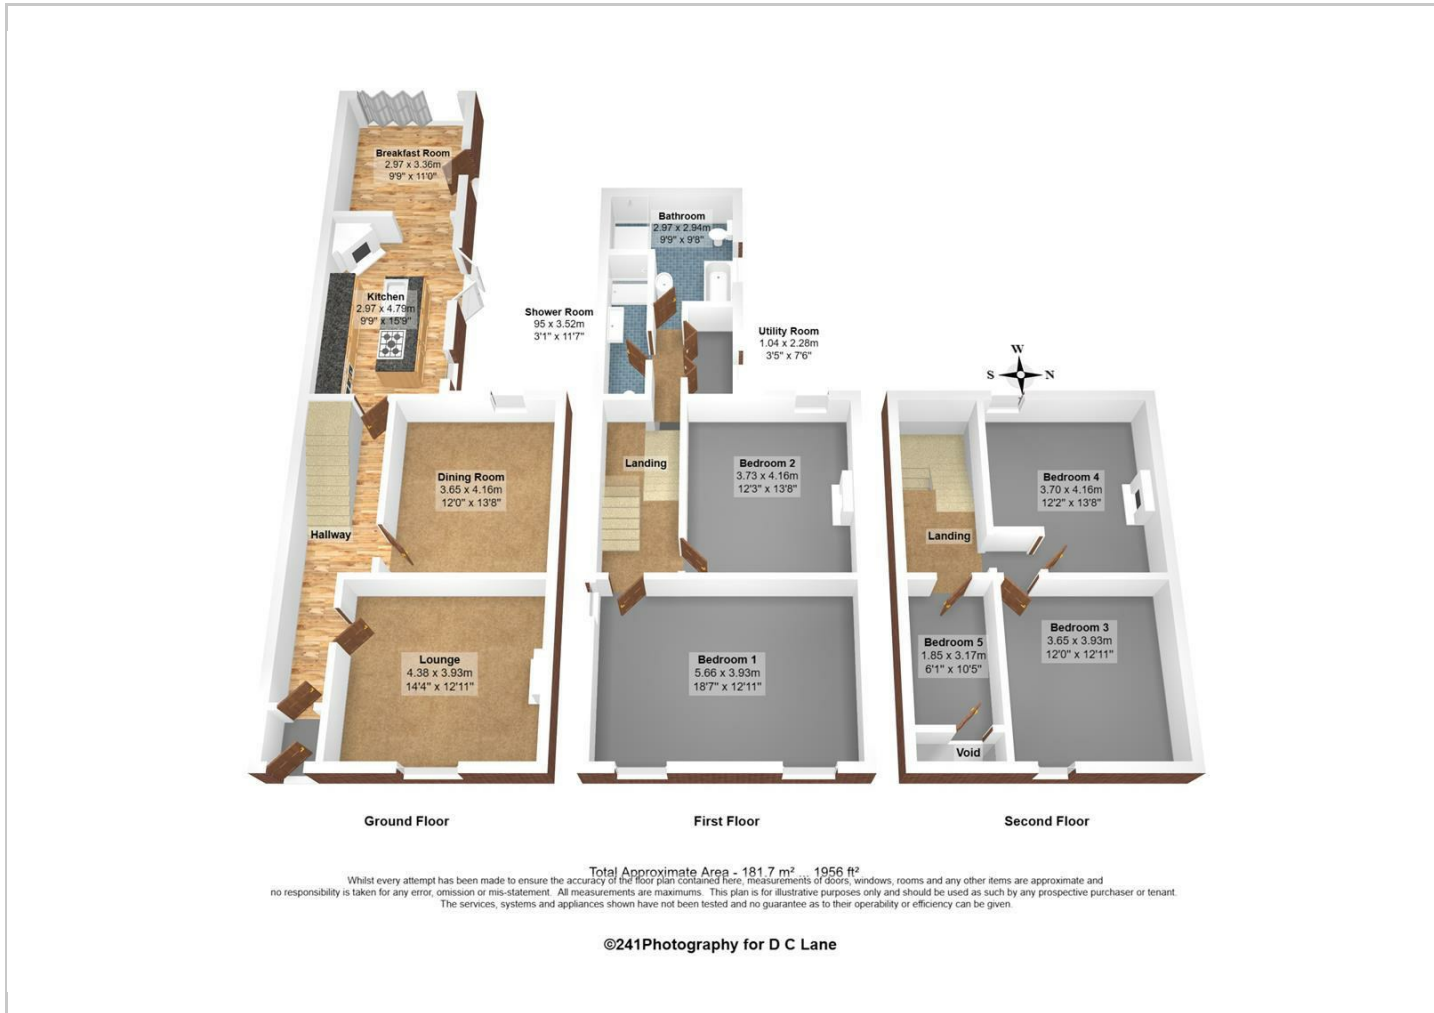 Breakfast Room
2.97 x 3.36m
9'9" x 11'0"
Kitchen
2.97 x 4.79m
9'9" x 15'9"
Dining Room
3.65 x 4.16m
12'0" x 13'8"
Hallway
Lounge
4.38 x 3.93m
14'4" x 12'11"
Ground Floor
Bathroom
2.97 x 2.94m
9'9" x 9'8"
Shower Room
95 x 3.52m
3'1" x 11'7"
Utility Room
1.04 x 2.28m
3'5" x 7'6"
Landing
Bedroom 2
3.73 x 4.16m
12'3" x 13'8"
Bedroom 1
5.66 x 3.93m
18'7" x 12'11"
First Floor
W
S N
Bedroom 4
3.70 x 4.16m
12'2" x 13'8"
Landing
Bedroom 5
1.85 x 3.17m
6'1" x 10'5"
Bedroom 3
3.65 x 3.93m
12'0" x 12'11"
Void
Second Floor
Total Approximate Area - 181.7 m² ... 1956 ft²
Whilst every attempt has been made to ensure the accuracy of the floor plan contained here, measurements of doors, windows, rooms and any other items are approximate and
no responsibility is taken for any error, omission or mis-statement. All measurements are maximums. This plan is for illustrative purposes only and should be used as such by any prospective purchaser or tenant.
The services, systems and appliances shown have not been tested and no guarantee as to their operability or efficiency can be given.
©241Photography for D C Lane